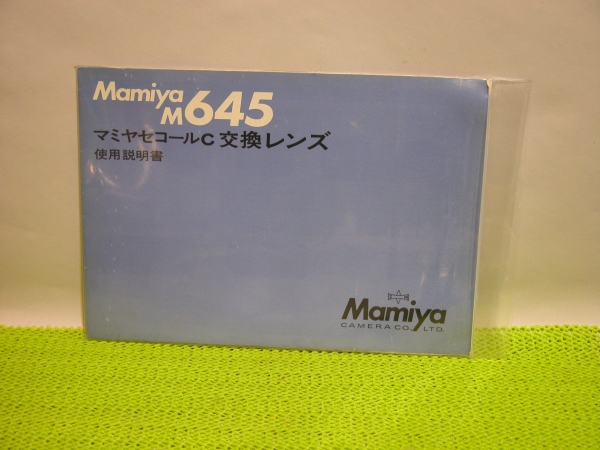 Mamiya
M645
マミヤセコールC 交換レンズ
使用説明書
Mamiya
CAMERA CO., LTD.